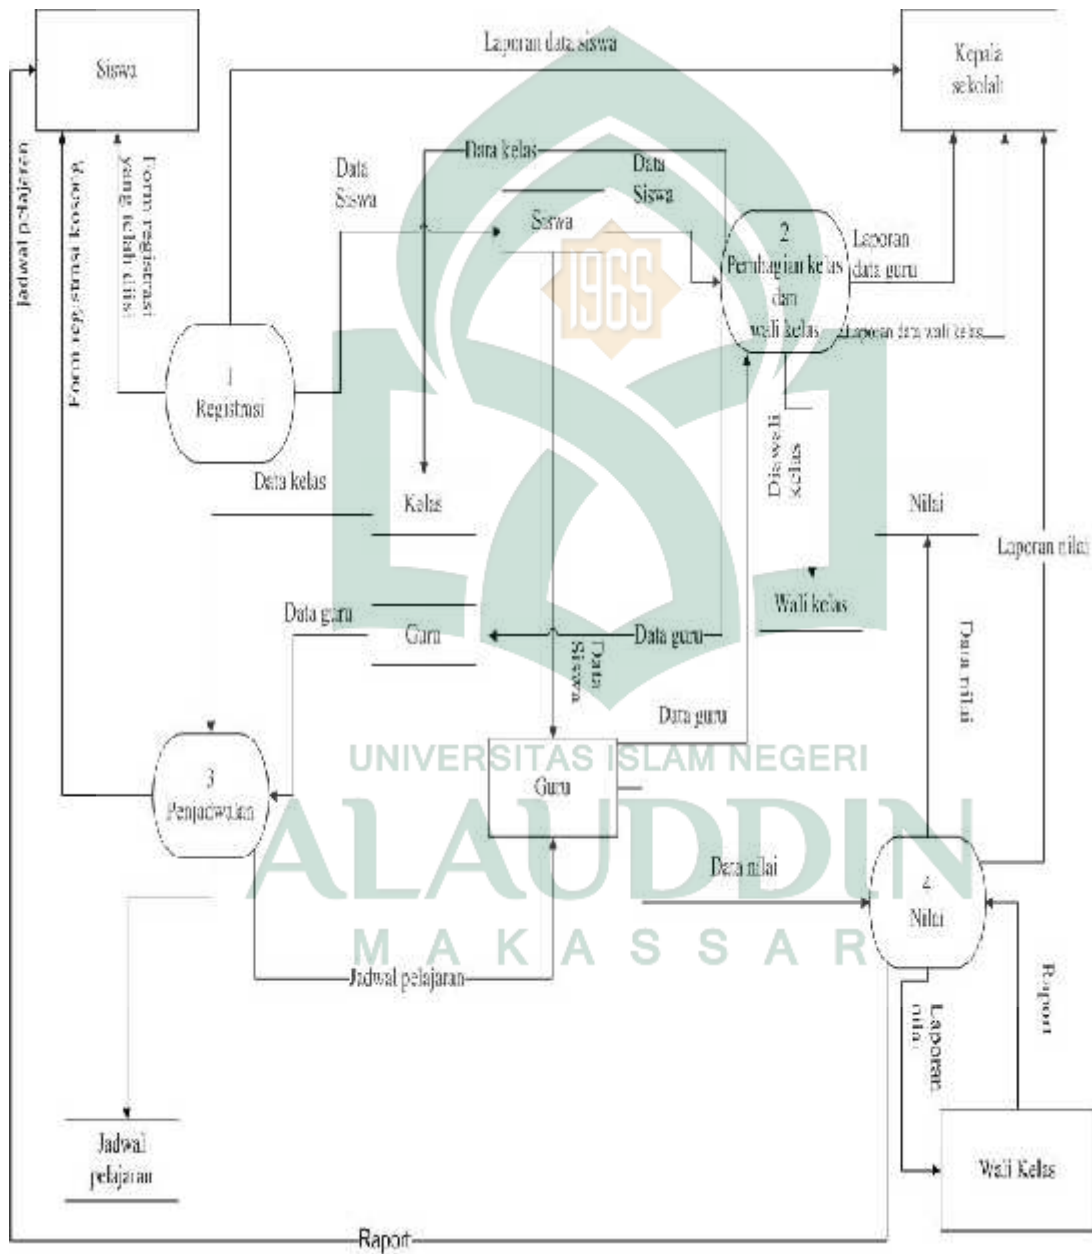 Siswa
Laporan data siswa
Kepala
sekolah
jadwal pelajaran
Form registrasi kosong
Form registrasi
yang telah diisi
Data
Siswa
Data kelas
Data
Siswa
Siswa
1965
2
Pembagian kelas
dan
wali kelas
Laporan
data guru
Laporan data wali kelas
1
Registrasi
Data kelas
Kelas
kelas
Nilai
Laporan nilai
Wali kelas
Data guru
Guru
Data guru
Data
Siswa
Data nilai
Data guru
UNIVERSITAS ISLAM NEGERI
3
Penjadwalan
Guru
ALAUDDIN
Data nilai
4
Nilai
MAKASSAR
Jadwal pelajaran
Raport
Laporan
Jadwal
pelajaran
Wali Kelas
Raport